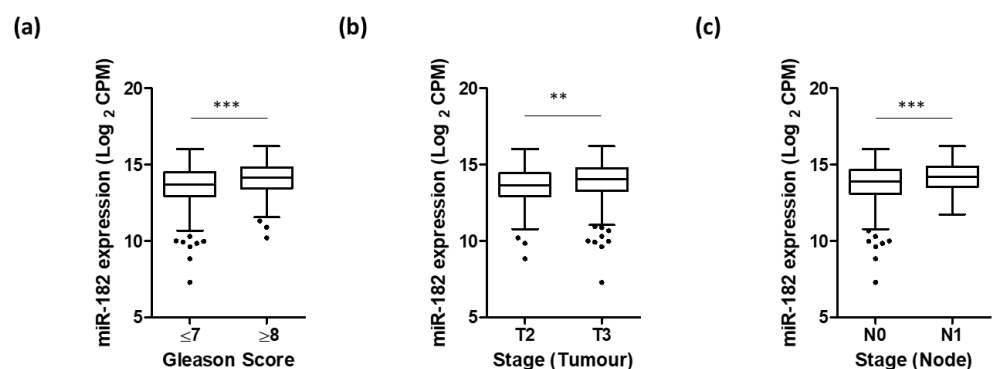 (a)
miR-182 expression (Log 2 CPM)
20
15
10
5
***
≤7
≥8
Gleason Score
(b)
miR-182 expression (Log 2 CPM)
20
15
10
5
**
T2
T3
Stage (Tumour)
(c)
miR-182 expression (Log 2 CPM)
20
15
10
5
***
N0
N1
Stage (Node)